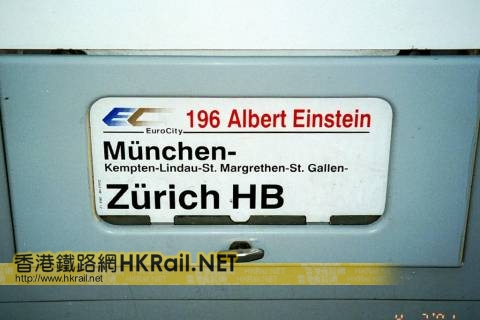 EC
EuroCity
196 Albert Einstein
München-
Kempten-Lindau-St. Margrethen-St. Gallen-
Zürich HB
香港鐵路網HKRail.NET
http://www.hkrail.net